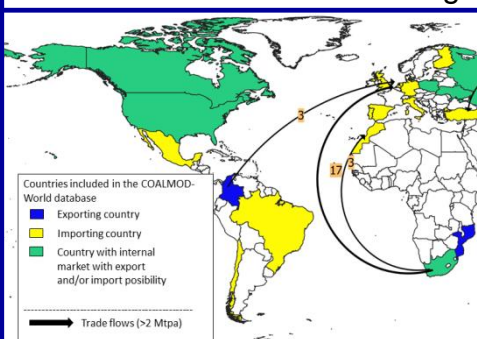 3
3
17
Countries included in the COALMOD-
World database
Exporting country
Importing country
Country with internal
market with export
and/or import posibility
Trade flows (>2 Mtpa)